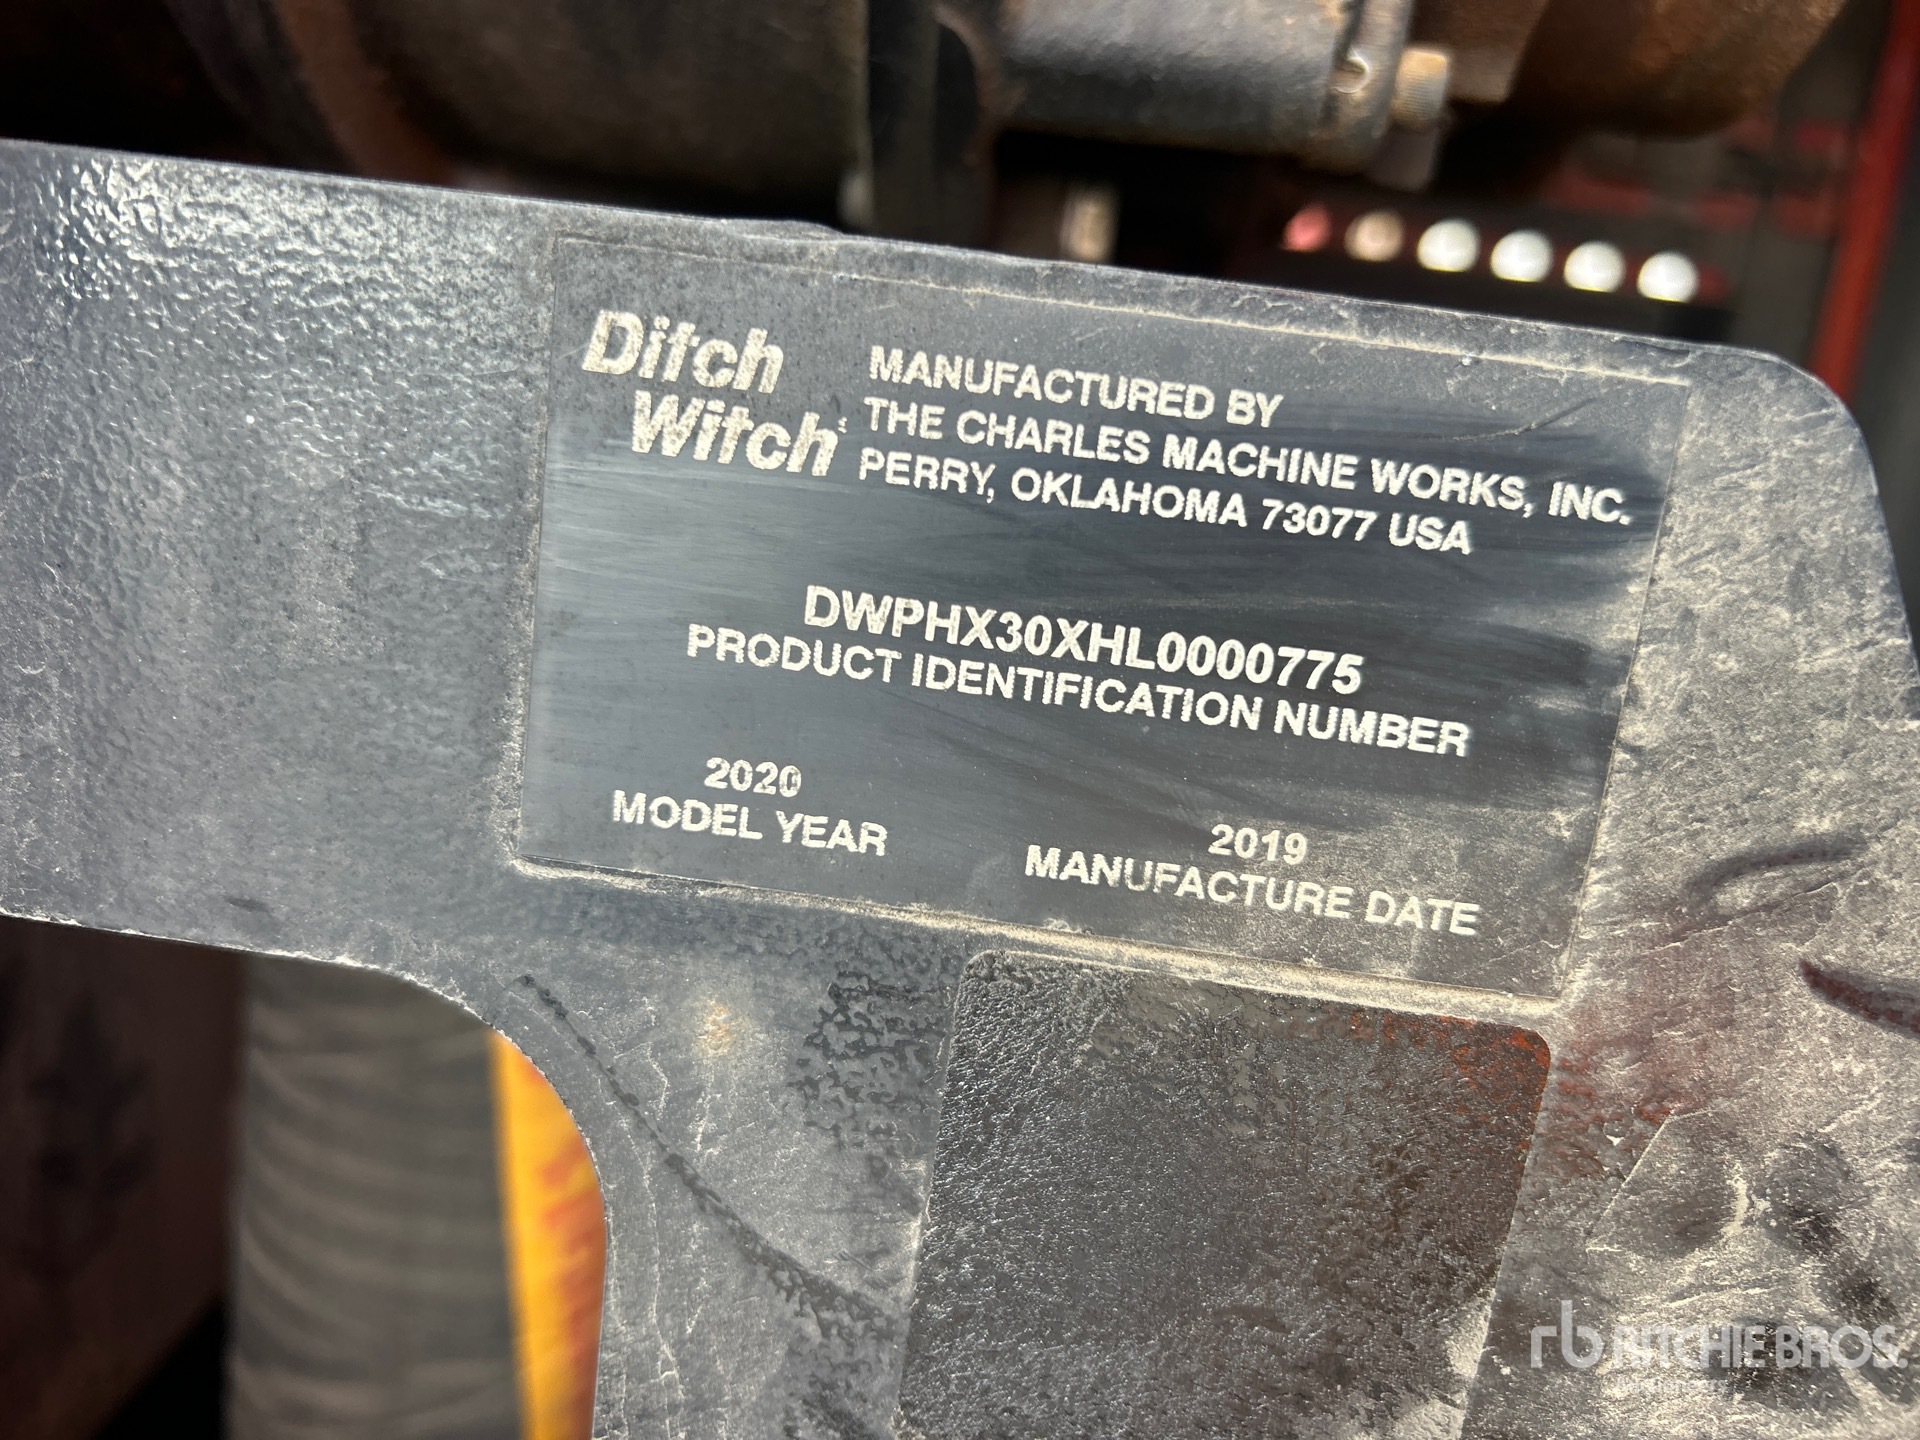 Ditch
Witch
MANUFACTURED BY
THE CHARLES MACHINE WORKS, INC.
PERRY, OKLAHOMA 73077 USA
DWPHX30XHL0000775
PRODUCT IDENTIFICATION NUMBER
2020
MODEL YEAR
2019
MANUFACTURE DATE
rb RITCHIE BROS.